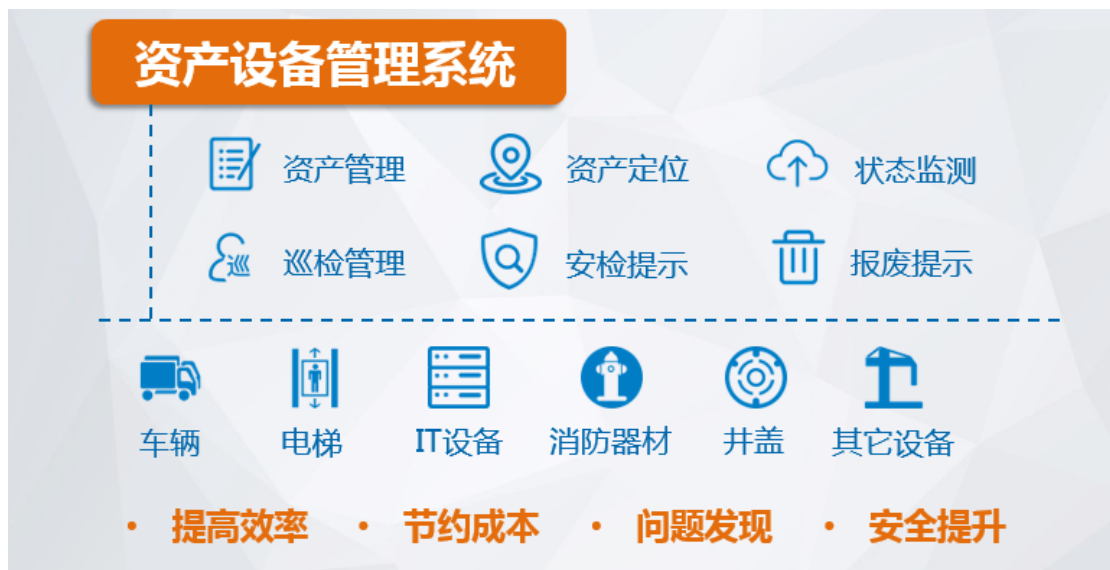 资产设备管理系统
资产管理 资产定位 状态监测
巡
巡检管理 安检提示 报废提示
车辆 电梯 IT设备 消防器材 井盖 其它设备
• 提高效率 • 节约成本 • 问题发现 • 安全提升